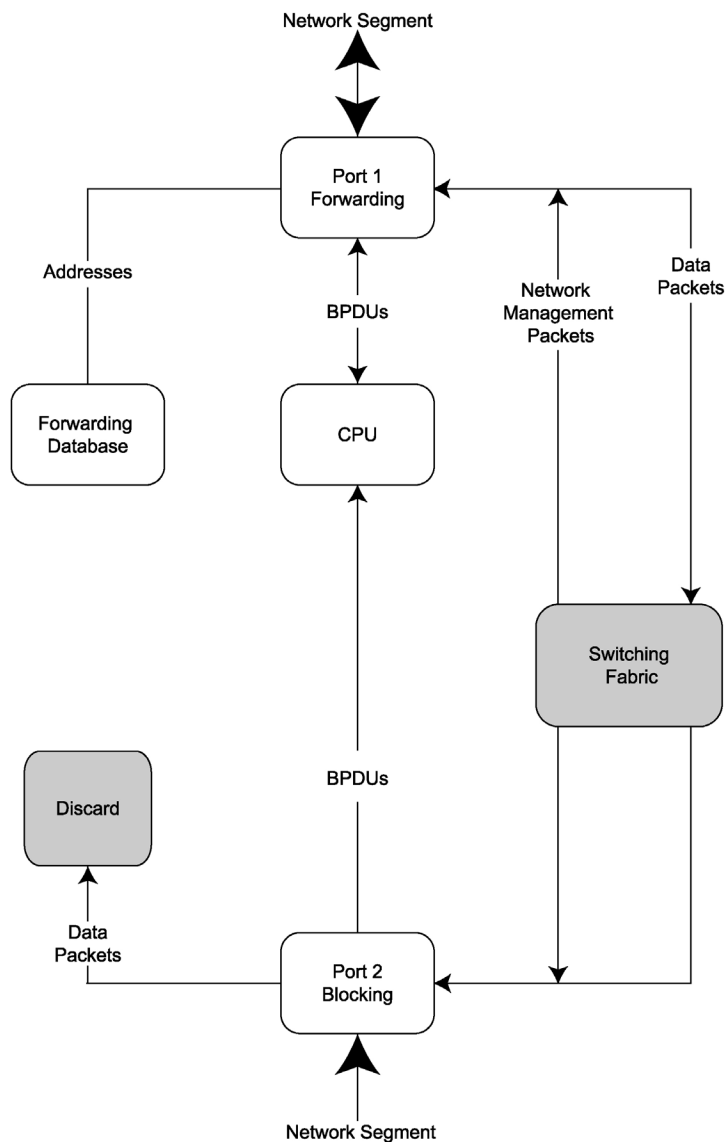 Network Segment
Port 1
Forwarding
Addresses
BPDUs
Network
Management
Packets
Data
Packets
Forwarding
Database
CPU
Switching
Fabric
Discard
BPDUs
Data
Packets
Port 2
Blocking
Network Segment